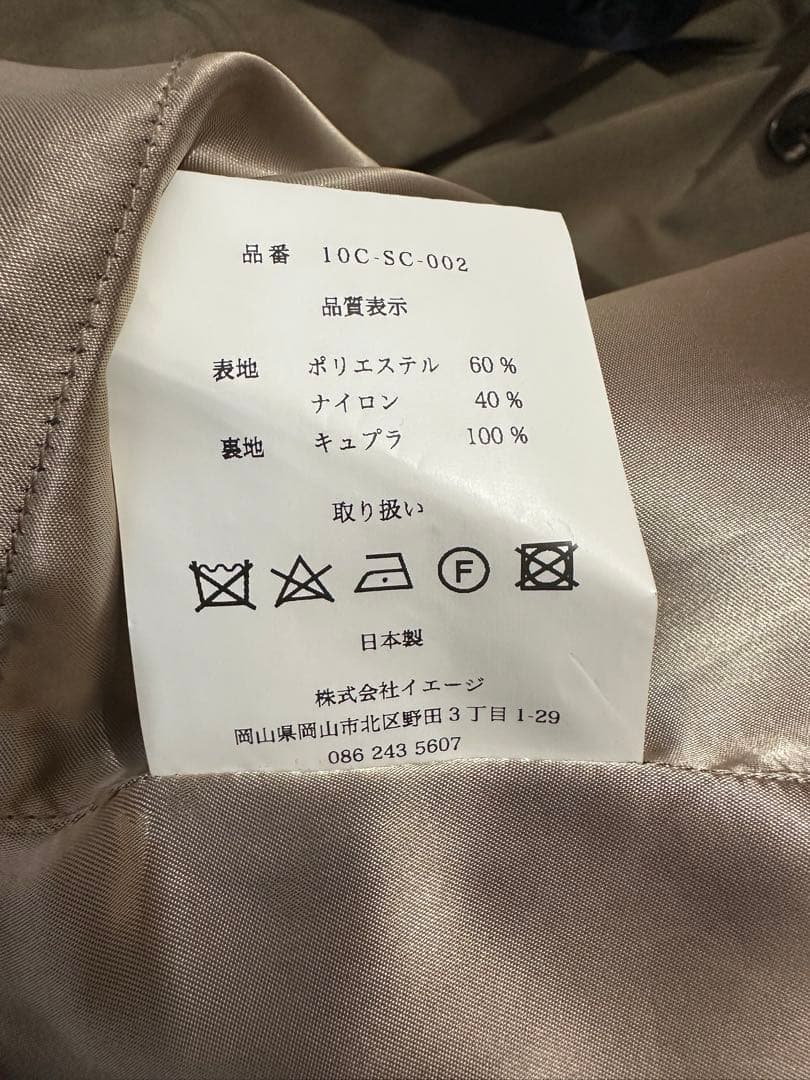 品番 10C-SC-002
品質表示
表地 ポリエステル 60%
ナイロン 40%
裏地 キュプラ 100%
取り扱い
F
日本製
株式会社イエージ
岡山県岡山市北区野田3丁目1-29
086 243 5607